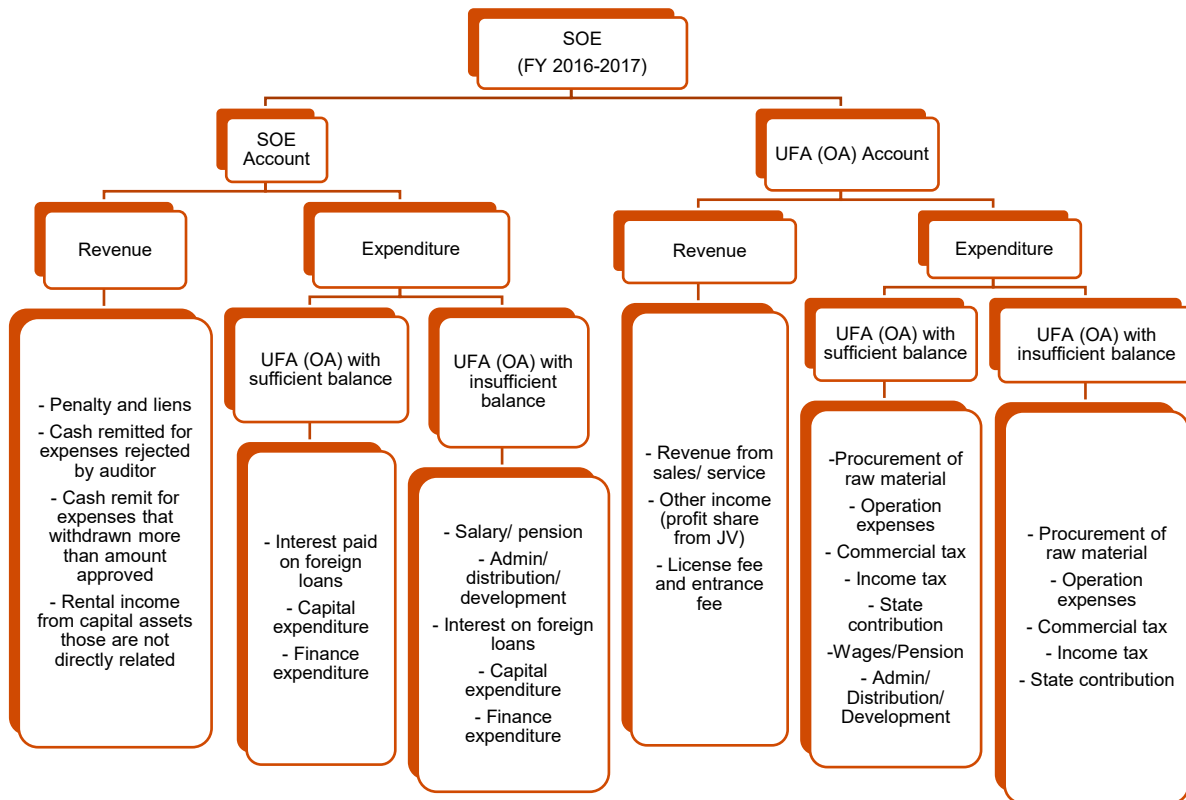 SOE
(FY 2016-2017)
SOE
Account
UFA (OA) Account
Revenue
Expenditure
Revenue
Expenditure
UFA (OA) with
sufficient balance
UFA (OA) with
insufficient
balance
UFA (OA) with
sufficient balance
UFA (OA) with
insufficient balance
- Penalty and liens
- Cash remitted for
expenses rejected
by auditor
- Cash remit for
expenses that
withdrawn more
than amount
approved
- Rental income
from capital assets
those are not
directly related
- Interest paid
on foreign
loans
- Capital
expenditure
- Finance
expenditure
- Salary/ pension
- Admin/
distribution/
development
- Interest on foreign
loans
- Capital
expenditure
- Finance
expenditure
- Revenue from
sales/ service
- Other income
(profit share
from JV)
- License fee
and entrance
fee
-Procurement of
raw material
- Operation
expenses
- Commercial tax
- Income tax
- State
contribution
-Wages/Pension
- Admin/
Distribution/
Development
- Procurement of
raw material
- Operation
expenses
- Commercial tax
- Income tax
- State contribution